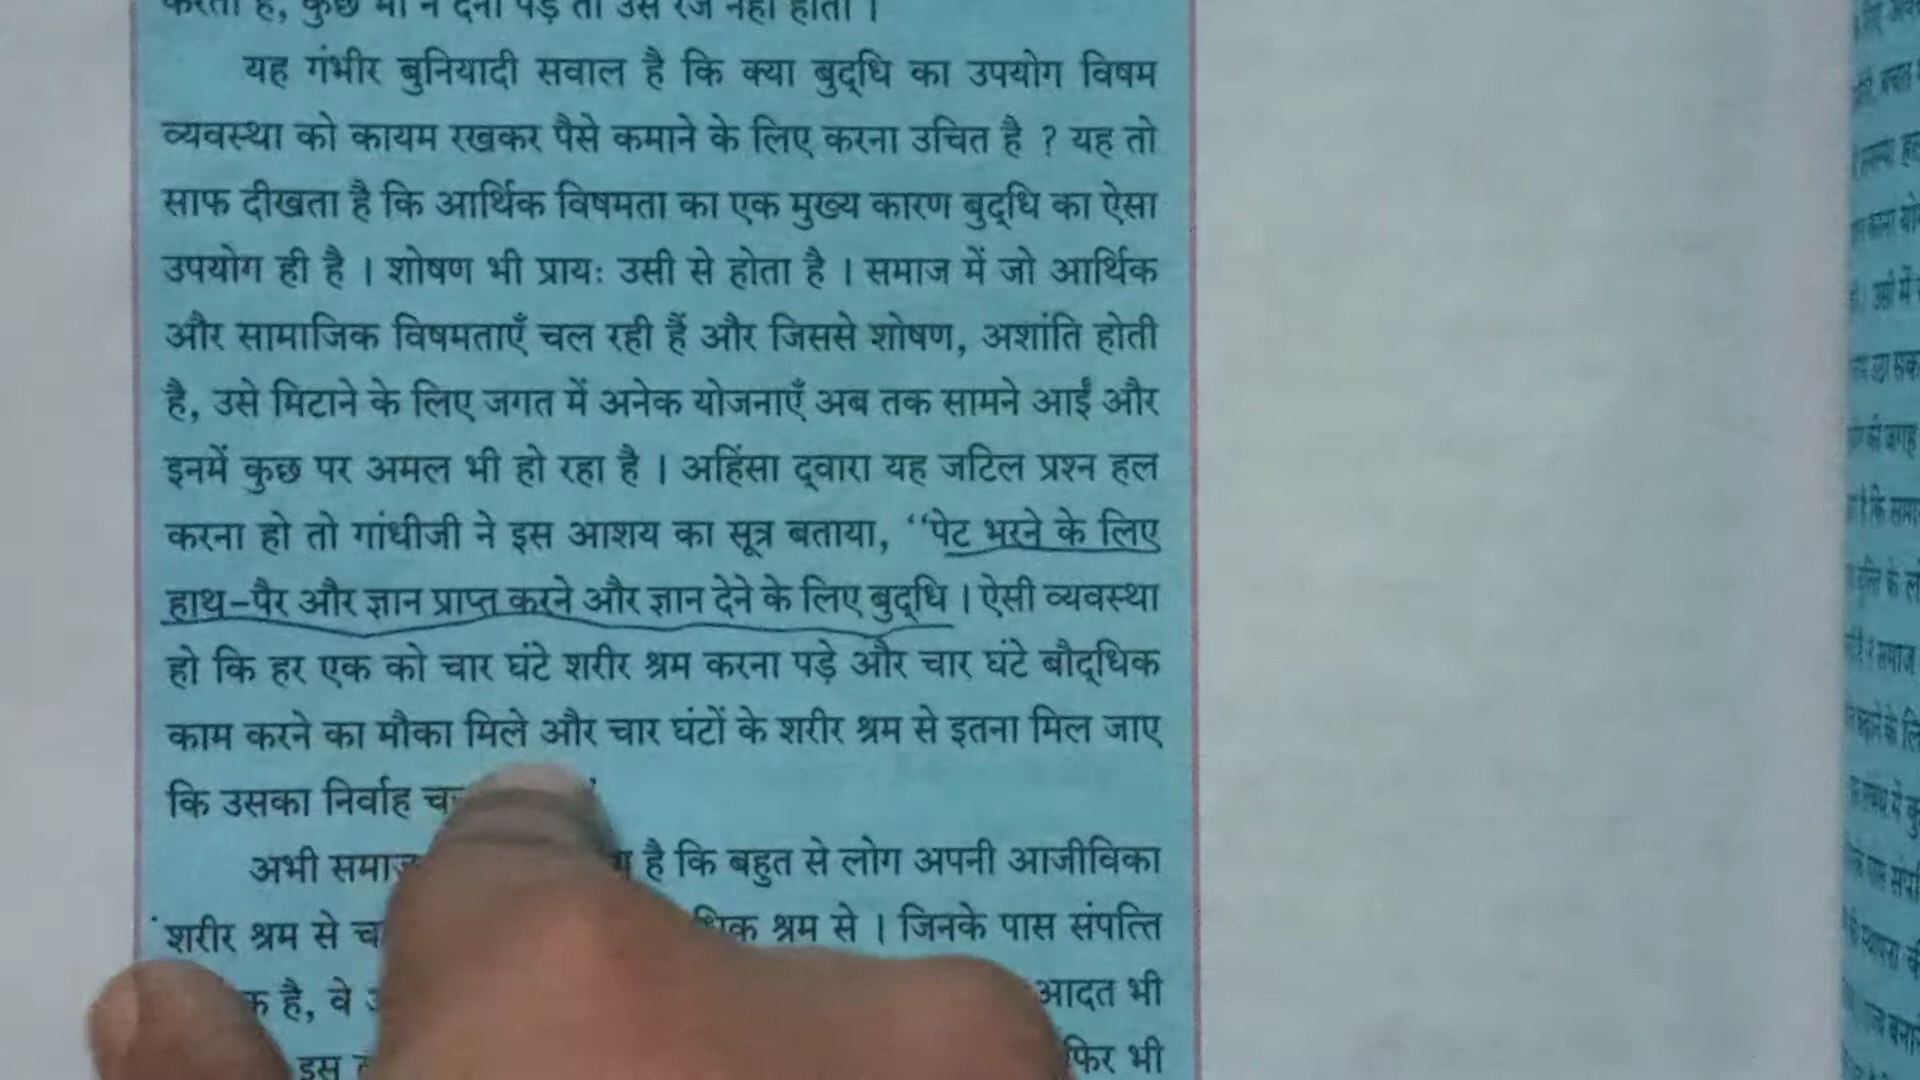 यह गंभीर बुनियादी सवाल है कि क्या बुद्‌धि का उपयोग विषम
व्यवस्था को कायम रखकर पैसे कमाने के लिए करना उचित है ? यह तो
साफ दीखता है कि आर्थिक विषमता का एक मुख्य कारण बुद्‌धि का ऐसा
उपयोग ही है । शोषण भी प्रायः उसी से होता है । समाज में जो आर्थिक
और सामाजिक विषमताएँ चल रही हैं और जिससे शोषण, अशांति होती
है, उसे मिटाने के लिए जगत में अनेक योजनाएँ अब तक सामने आईं और
इनमें कुछ पर अमल भी हो रहा है । अहिंसा द्‌वारा यह जटिल प्रश्न हल
करना हो तो गांधीजी ने इस आशय का सूत्र बताया, ‘‘पेट भरने के लिए
हाथ-पैर और ज्ञान प्राप्त करने और ज्ञान देने के लिए बुद्‌धि । ऐसी व्यवस्था
हो कि हर एक को चार घंटे शरीर श्रम करना पड़े और चार घंटे बौद्‌धिक
काम करने का मौका मिले और चार घंटों के शरीर श्रम से इतना मिल जाए
कि उसका निर्वाह
अभी है कि बहुत से लोग अपनी आजीविका
शरीर श्रम से श्रम से । जिनके पास संपत्ति
है, वे आदत भी
इस फिर भी